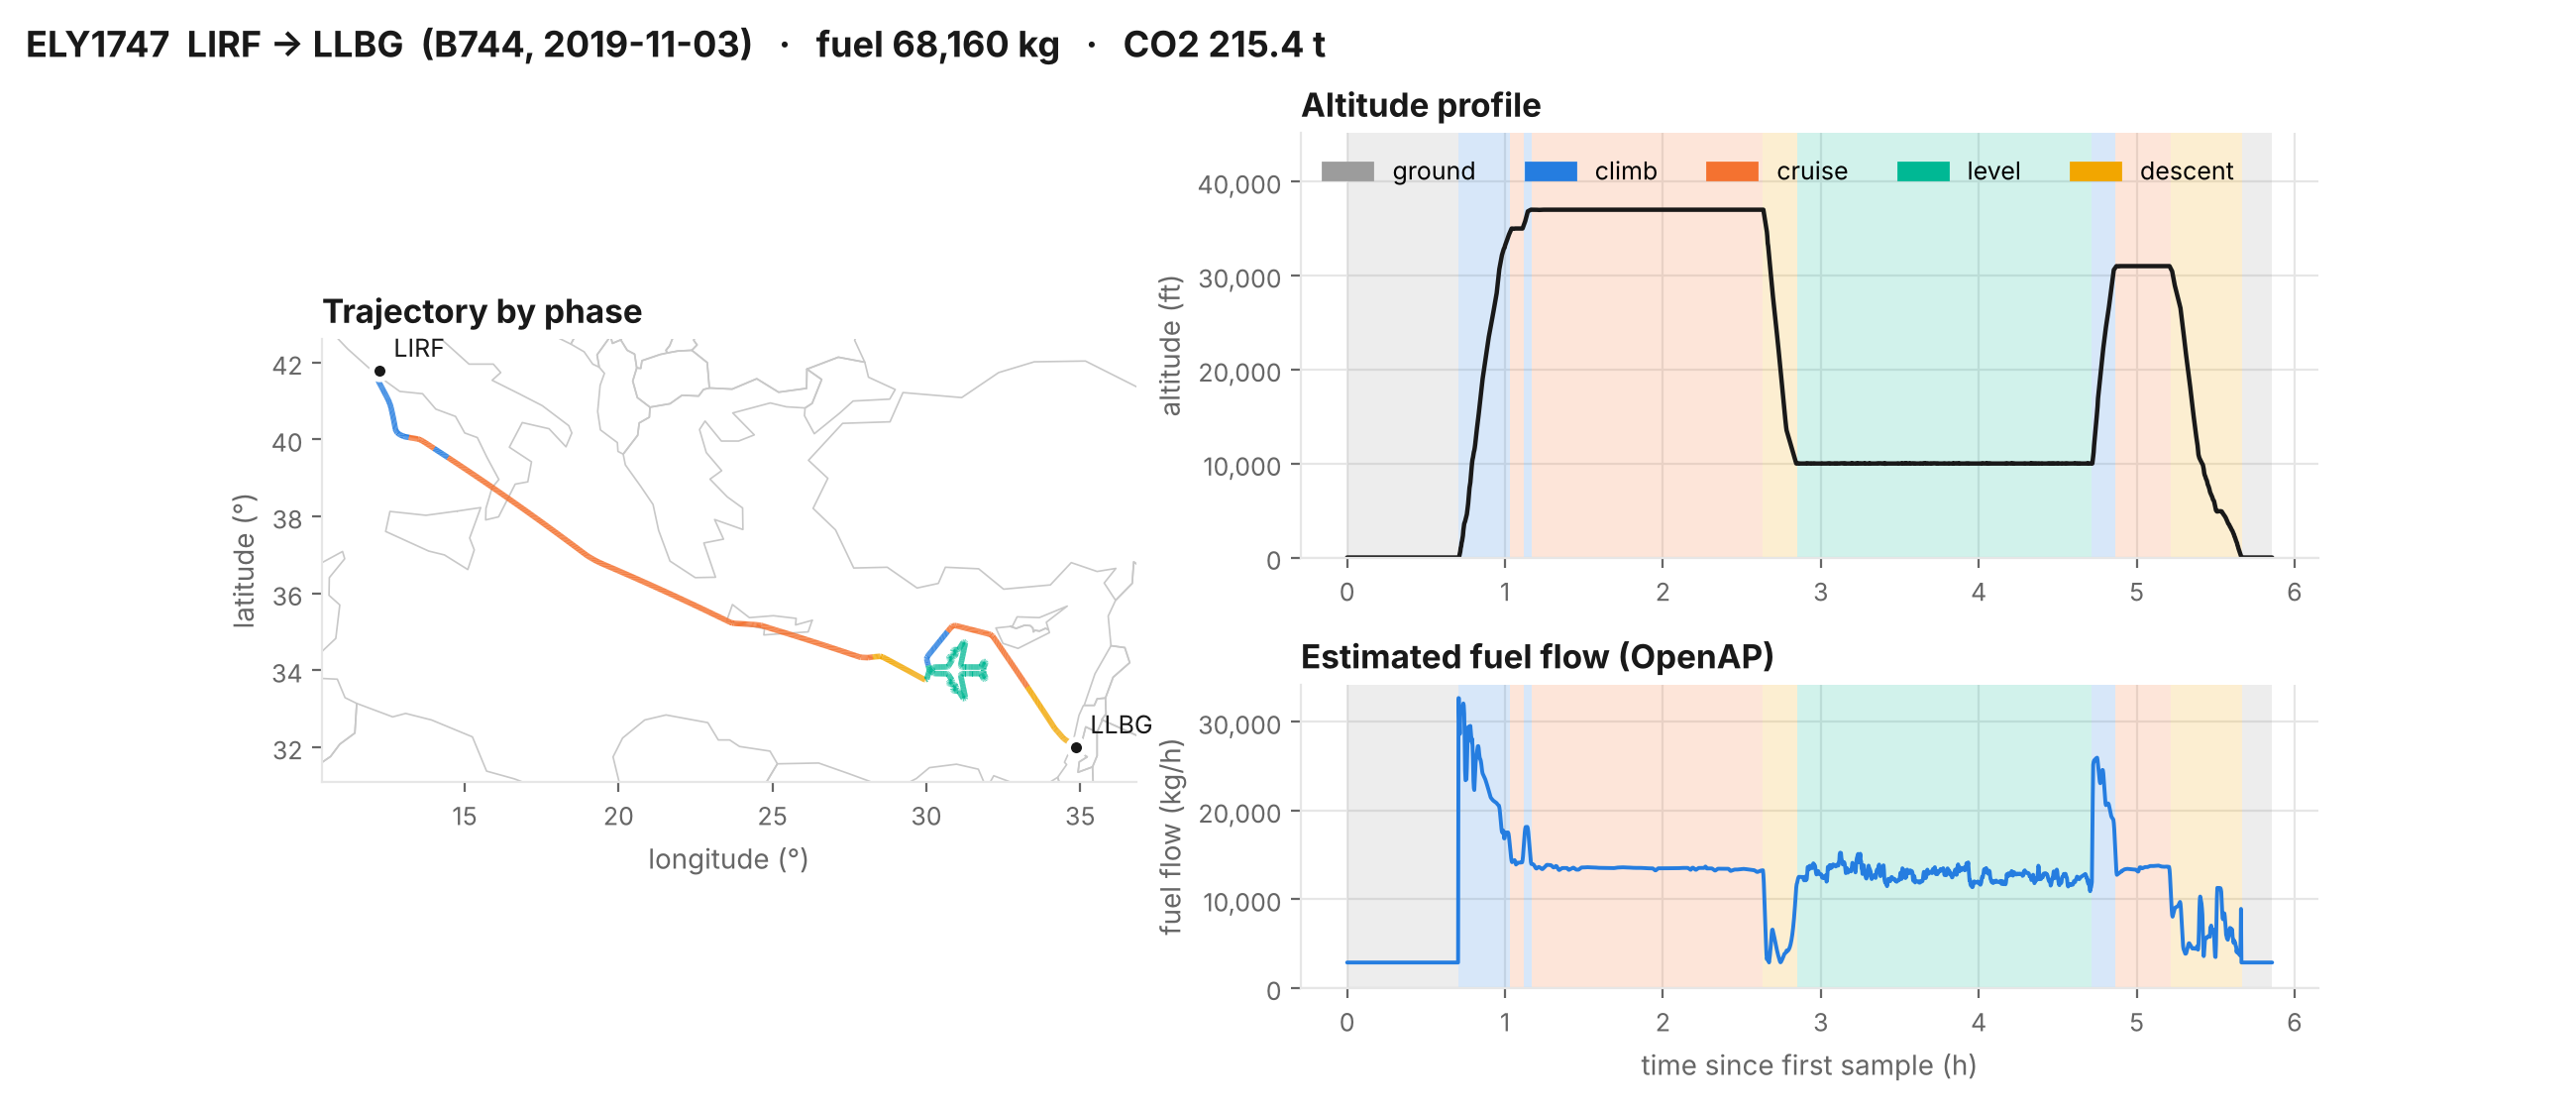 ELY1747 LIRF → LLBG (B744, 2019-11-03) · fuel 68,160 kg · CO2 215.4 t
Trajectory by phase
LIRF
LLBG
42
40
38
36
34
32
latitude (°)
15
20
25
30
35
longitude (°)
Altitude profile
ground
climb
cruise
level
descent
40,000
30,000
20,000
10,000
0
altitude (ft)
0
1
2
3
4
5
6
Estimated fuel flow (OpenAP)
30,000
20,000
10,000
0
fuel flow (kg/h)
0
1
2
3
4
5
6
time since first sample (h)